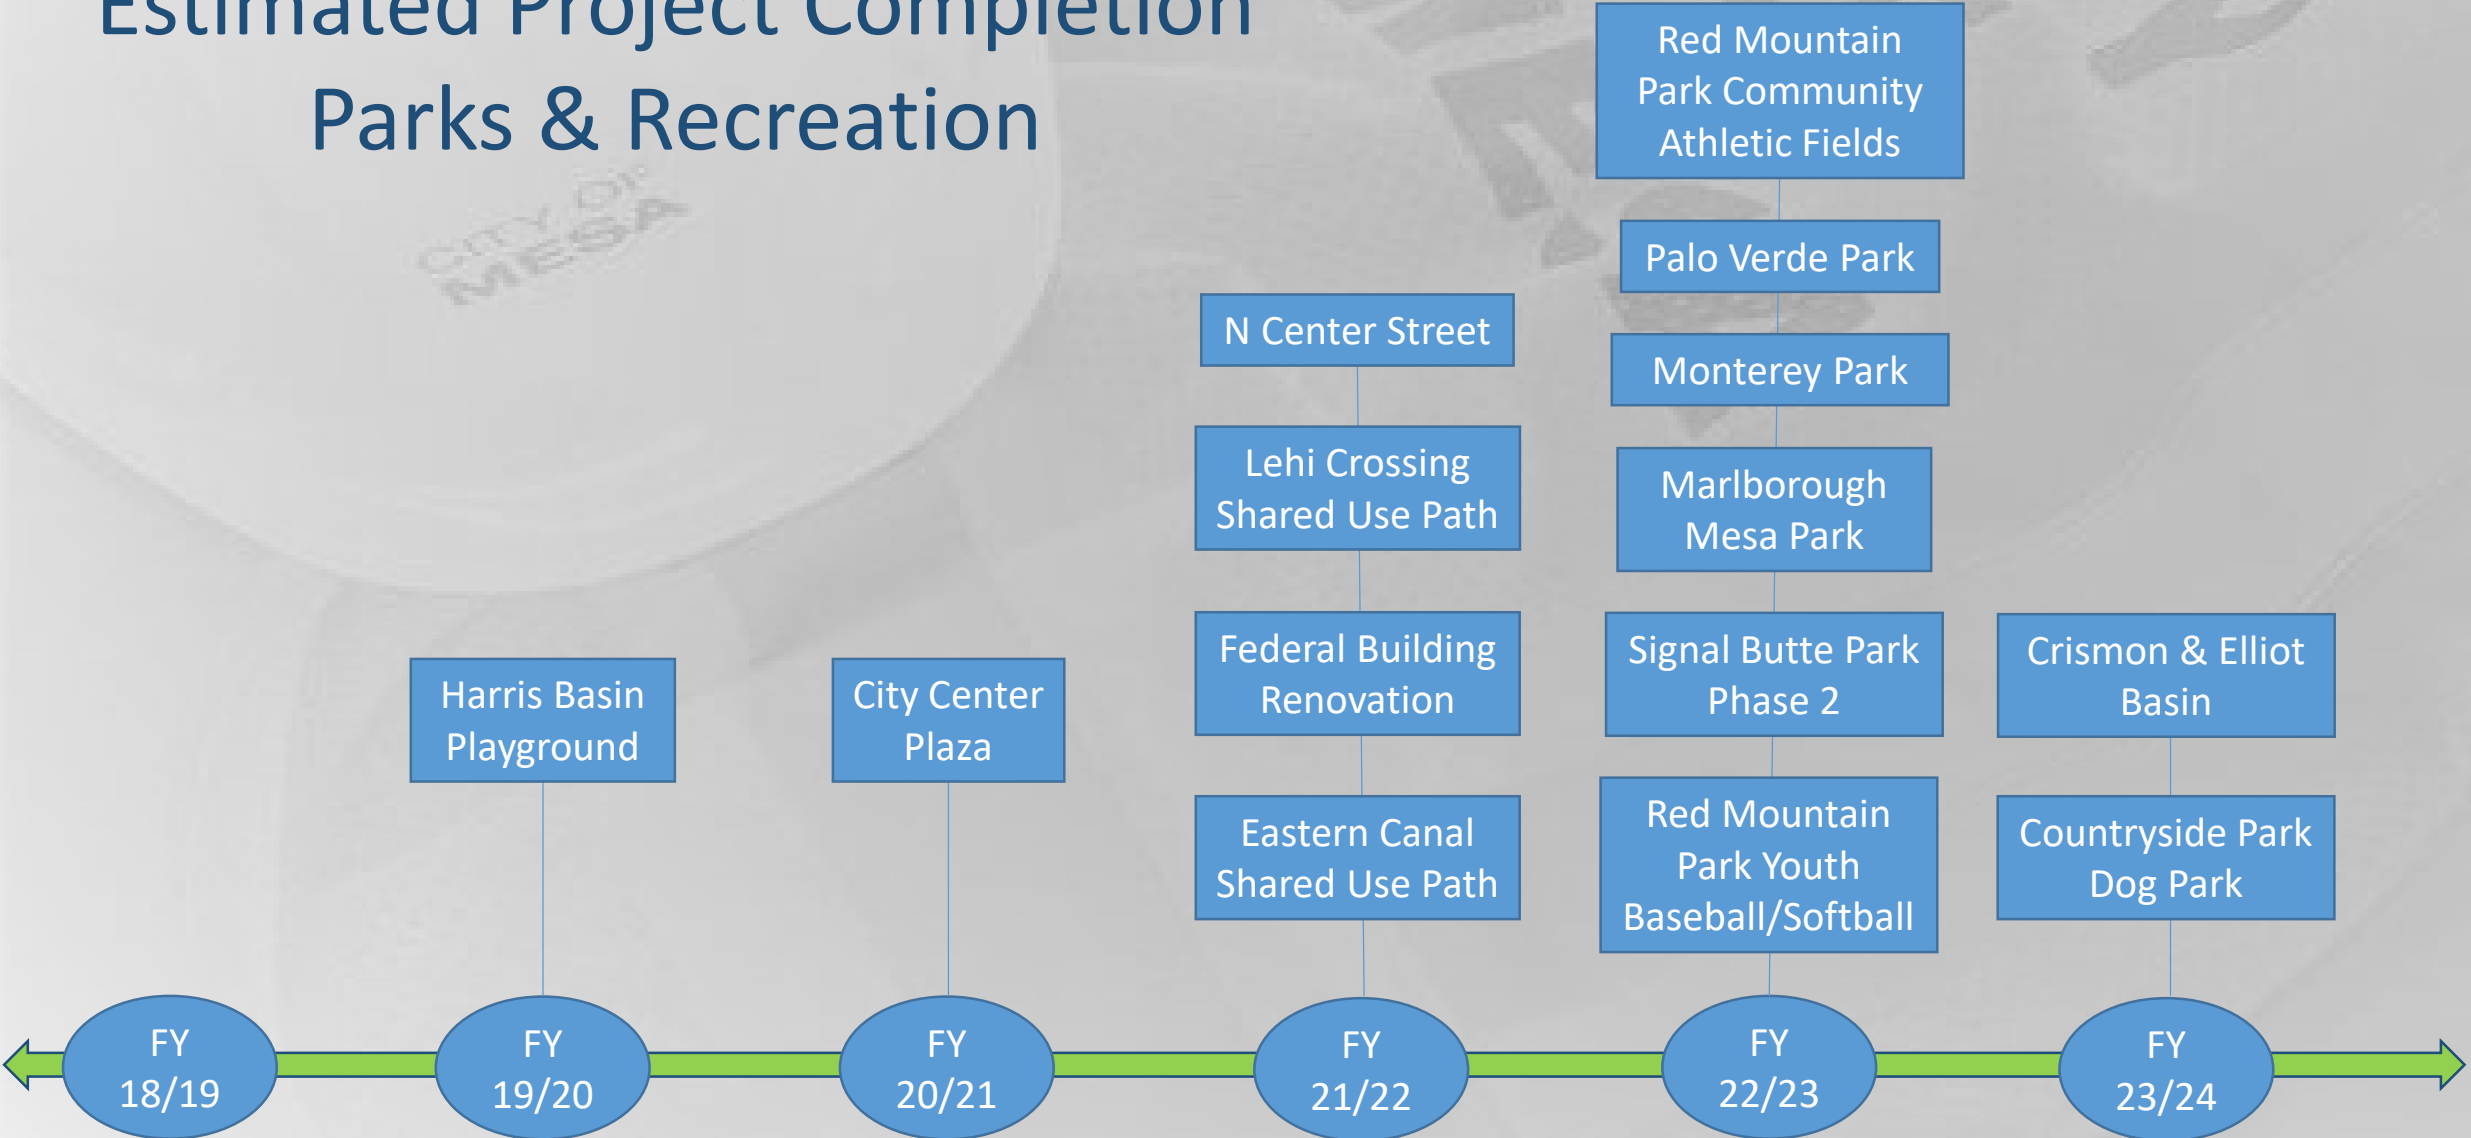 Estimated Project Completion
Parks & Recreation
CITY OF
MESA
Red Mountain
Park Community
Athletic Fields
Palo Verde Park
Monterey Park
Marlborough
Mesa Park
Signal Butte Park
Phase 2
Red Mountain
Park Youth
Baseball/Softball
N Center Street
Lehi Crossing
Shared Use Path
Federal Building
Renovation
Eastern Canal
Shared Use Path
Harris Basin
Playground
City Center
Plaza
Crismon & Elliot
Basin
Countryside Park
Dog Park
FY
18/19
FY
19/20
FY
20/21
FY
21/22
FY
22/23
FY
23/24